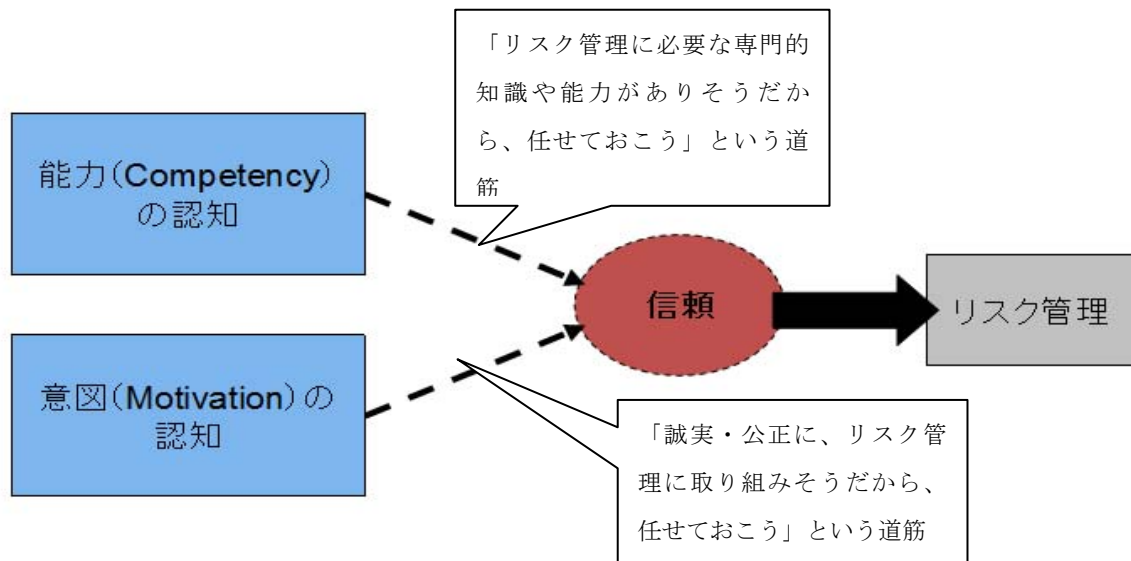 「リスク管理に必要な専門的
知識や能力がありそうだか
ら、任せておこう」という道
筋
能力(Competency)
の認知
信頼
リスク管理
意図(Motivation)の
認知
「誠実・公正に、リスク管
理に取り組みそうだから、
任せておこう」という道筋